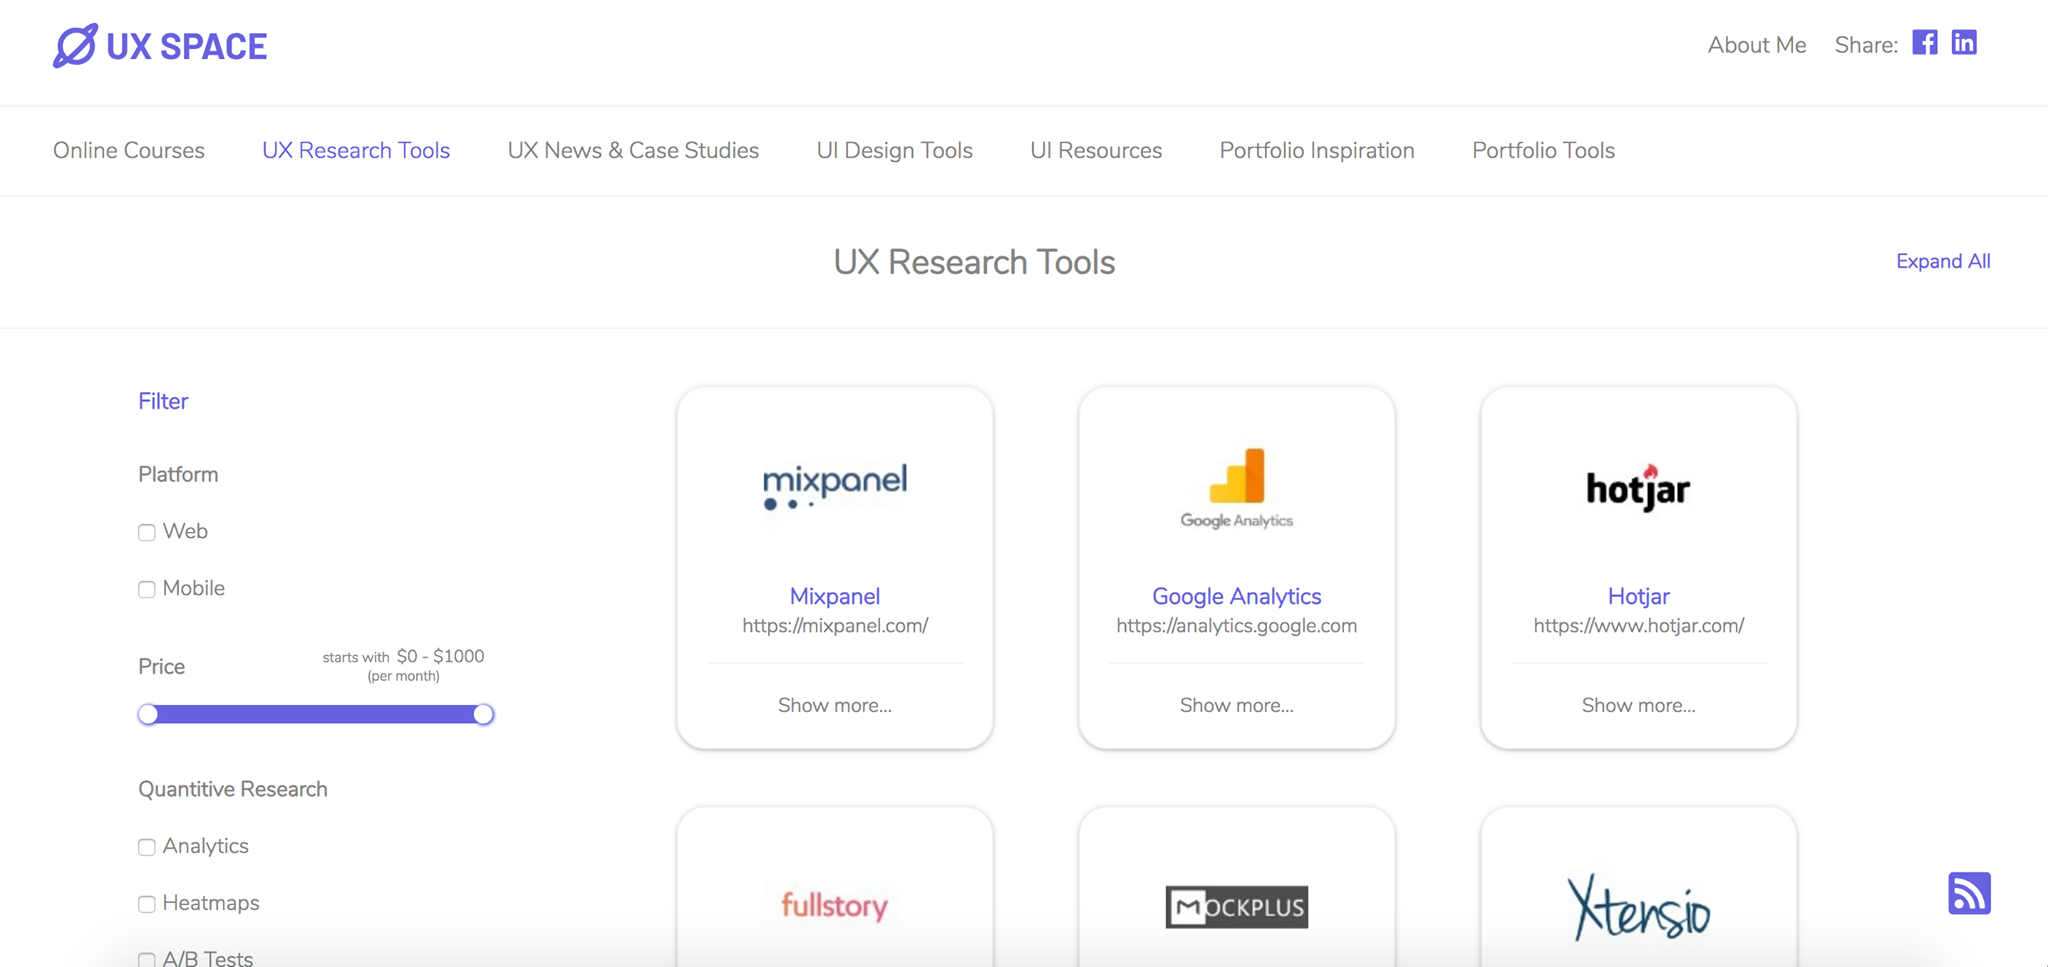 UX SPACE
About Me Share:
Online Courses UX Research Tools UX News & Case Studies UI Design Tools UI Resources Portfolio Inspiration Portfolio Tools
UX Research Tools
Expand All
Filter
Platform
Web
Mobile
Price
starts with $0 - $1000
(per month)
Quantitive Research
Analytics
Heatmaps
A/B Tests
mixpanel
Mixpanel
https://mixpanel.com/
Show more...
Google Analytics
Google Analytics
https://analytics.google.com
Show more...
hotjar
Hotjar
https://www.hotjar.com/
Show more...
fullstory
MOCKPLUS
Xtensio